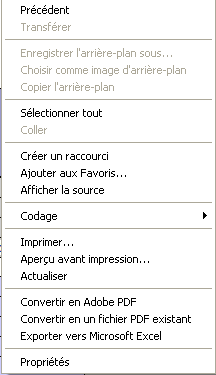 Précédent
Transférer
Enregistrer l'arrière-plan sous...
Choisir comme image d'arrière-plan
Copier l'arrière-plan
Sélectionner tout
Coller
Créer un raccourci
Ajouter aux Favoris...
Afficher la source
Codage
Imprimer...
Aperçu avant impression...
Actualiser
Convertir en Adobe PDF
Convertir en un fichier PDF existant
Exporter vers Microsoft Excel
Propriétés